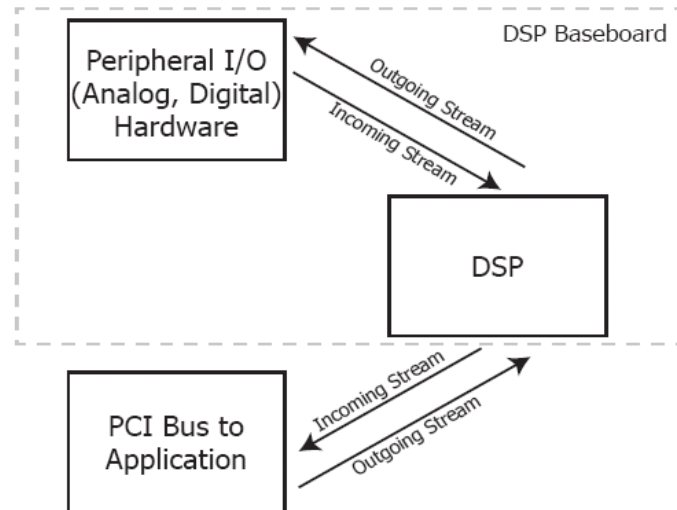 DSP Baseboard
Peripheral I/O
(Analog, Digital)
Hardware
Outgoing Stream
Incoming Stream
DSP
Incoming Stream
Outgoing Stream
PCI Bus to
Application